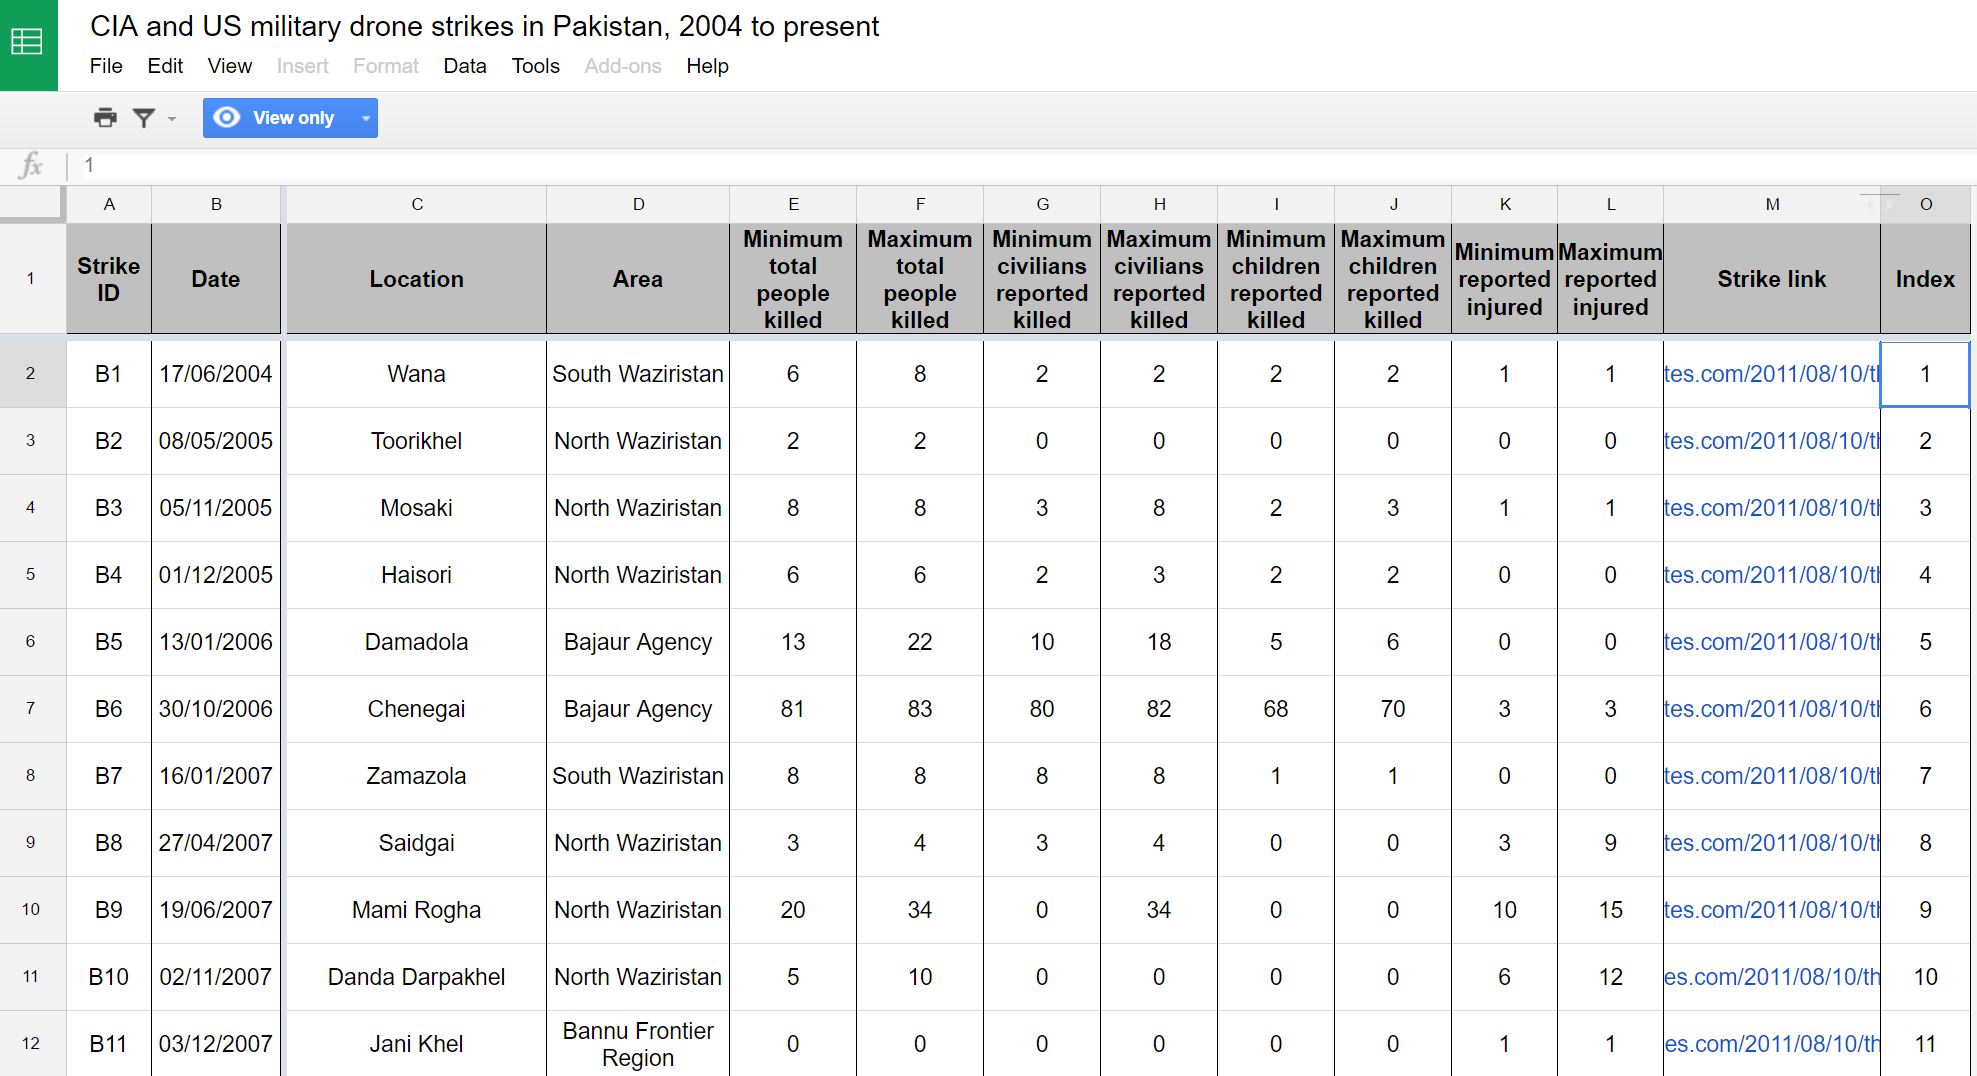 CIA and US military drone strikes in Pakistan, 2004 to present
File Edit View Insert Format Data Tools Add-ons Help
View only
fx 1
A B C D E F G H I J K L M O
1 Strike ID Date Location Area Minimum total people killed Maximum total people killed Minimum civilians reported killed Maximum civilians reported killed Minimum children reported killed Maximum children reported killed Minimum reported injured Maximum reported injured Strike link Index
2 B1 17/06/2004 Wana South Waziristan 6 8 2 2 2 2 1 1 tes.com/2011/08/10/tl 1
3 B2 08/05/2005 Toorikhel North Waziristan 2 2 0 0 0 0 0 0 tes.com/2011/08/10/tl 2
4 B3 05/11/2005 Mosaki North Waziristan 8 8 3 8 2 3 1 1 tes.com/2011/08/10/tl 3
5 B4 01/12/2005 Haisori North Waziristan 6 6 2 3 2 2 0 0 tes.com/2011/08/10/tl 4
6 B5 13/01/2006 Damadola Bajaur Agency 13 22 10 18 5 6 0 0 tes.com/2011/08/10/tl 5
7 B6 30/10/2006 Chenegai Bajaur Agency 81 83 80 82 68 70 3 3 tes.com/2011/08/10/tl 6
8 B7 16/01/2007 Zamazola South Waziristan 8 8 8 8 1 1 0 0 tes.com/2011/08/10/tl 7
9 B8 27/04/2007 Saidgai North Waziristan 3 4 3 4 0 0 3 9 tes.com/2011/08/10/tl 8
10 B9 19/06/2007 Mami Rogha North Waziristan 20 34 0 34 0 0 10 15 tes.com/2011/08/10/tl 9
11 B10 02/11/2007 Danda Darpakhel North Waziristan 5 10 0 0 0 0 6 12 es.com/2011/08/10/th 10
12 B11 03/12/2007 Jani Khel Bannu Frontier Region 0 0 0 0 0 0 1 1 es.com/2011/08/10/th 11